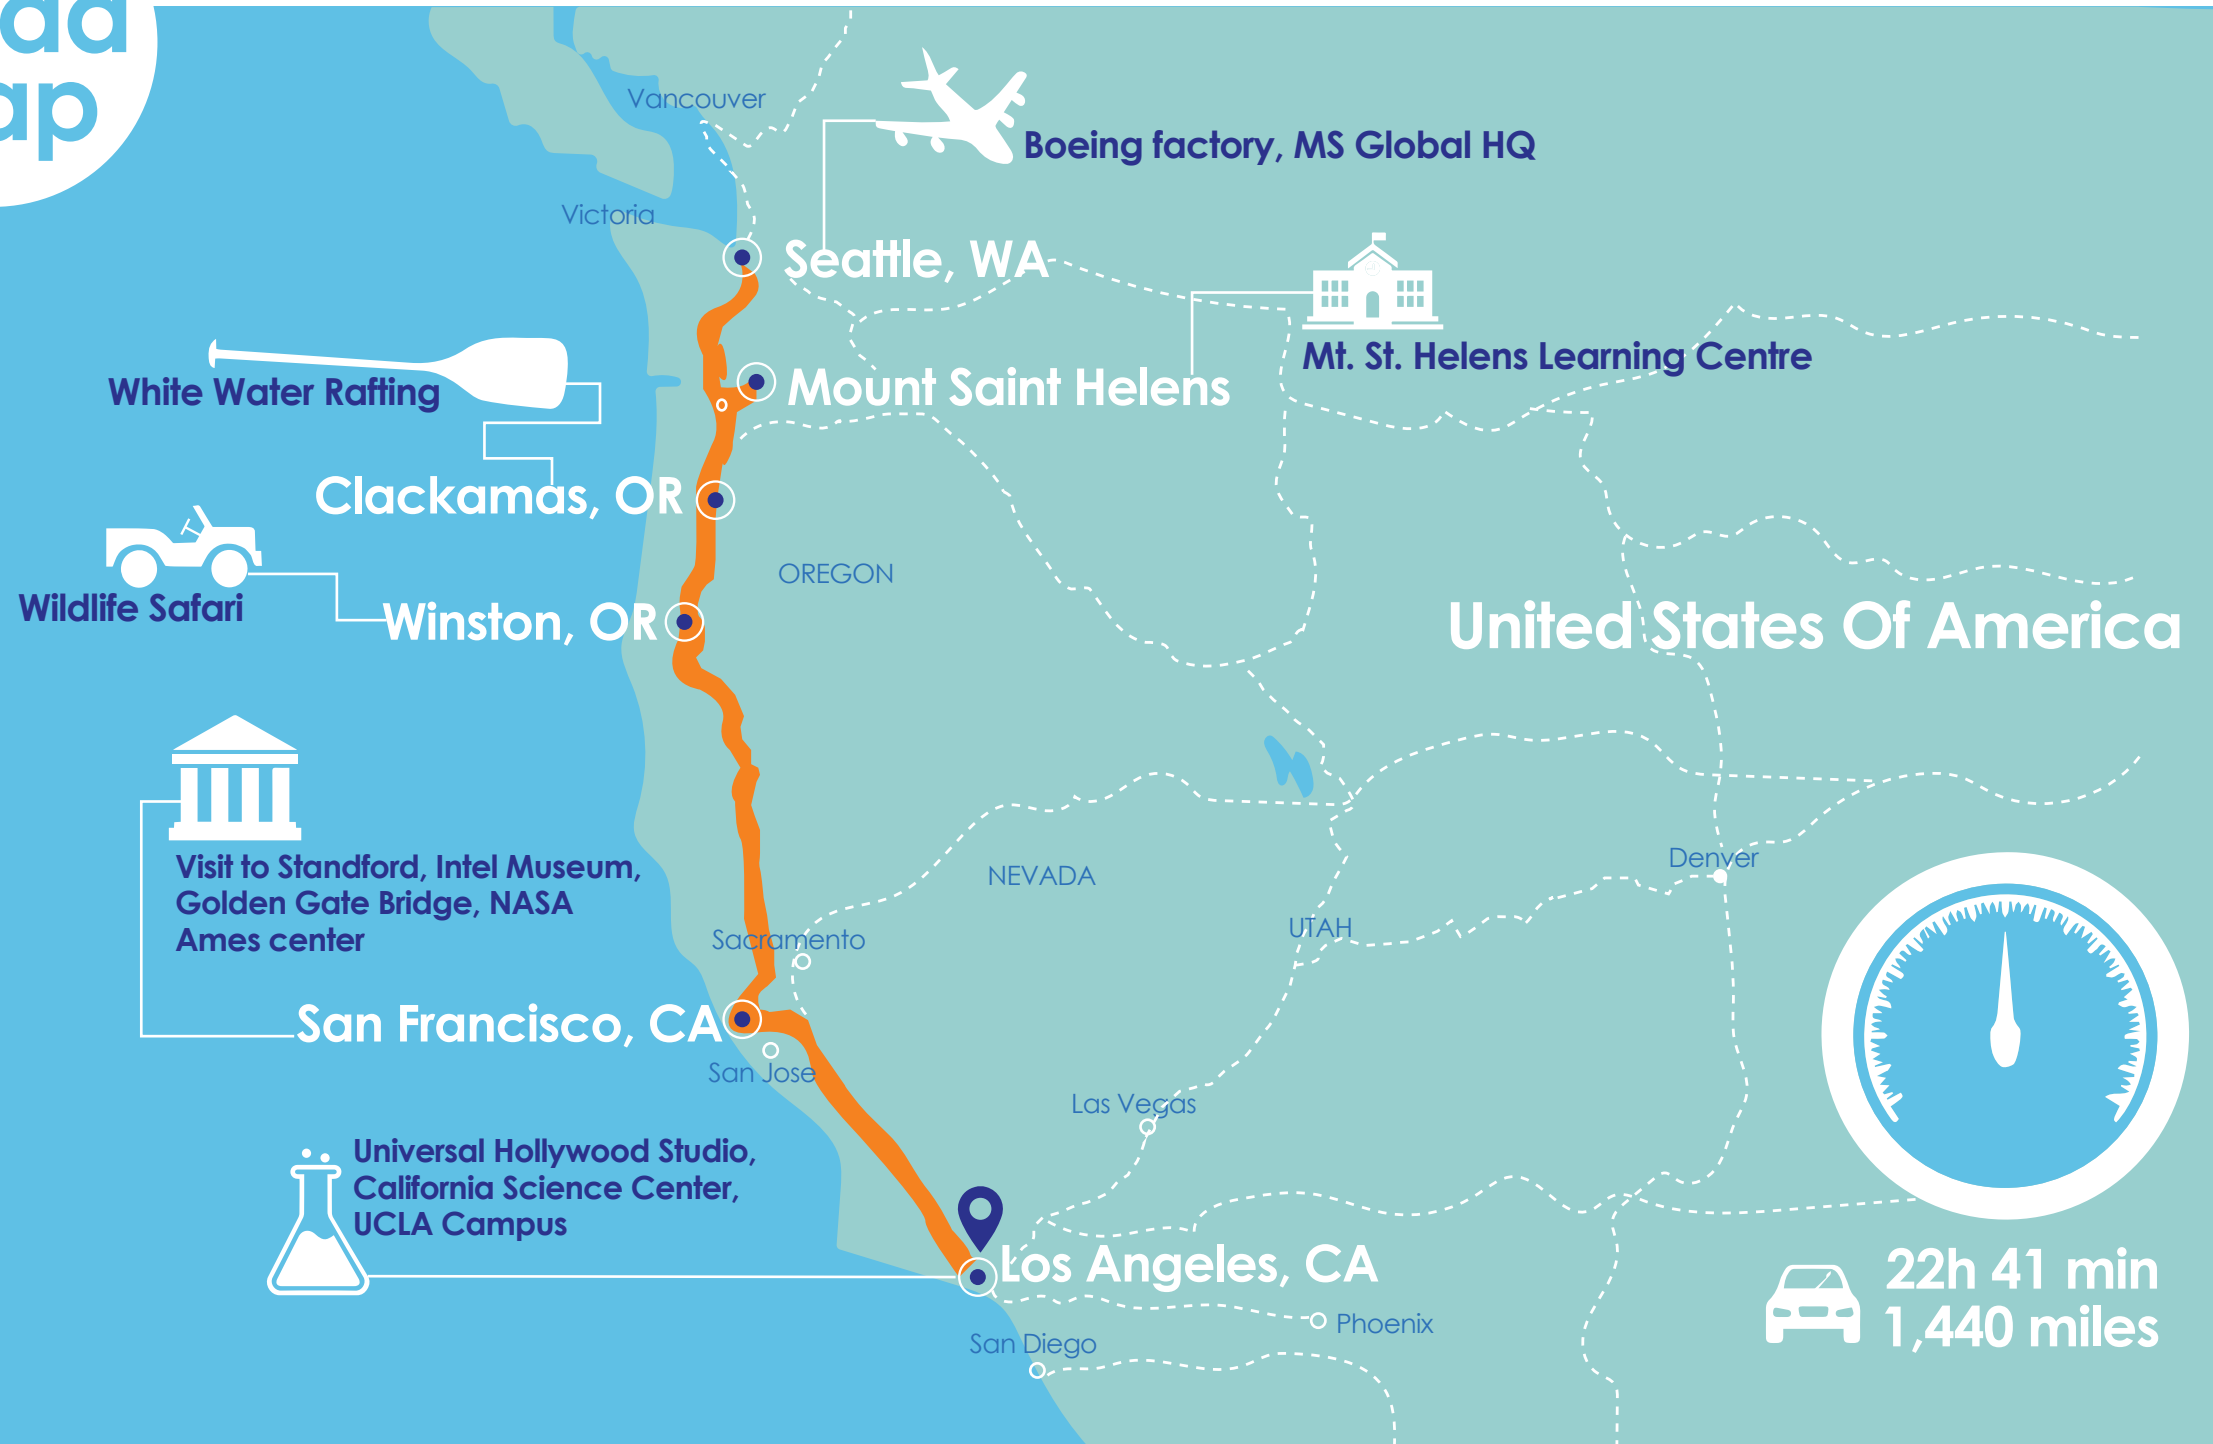 Vancouver
Boeing factory, MS Global HQ
Victoria
Seattle, WA
White Water Rafting
Mt. St. Helens Learning Centre
Mount Saint Helens
Clackamas, OR
OREGON
Wildlife Safari
Winston, OR
United States Of America
Visit to Standford, Intel Museum,
Golden Gate Bridge, NASA
Ames center
NEVADA
Denver
UTAH
Sacramento
San Francisco, CA
San Jose
Las Vegas
Universal Hollywood Studio,
California Science Center,
UCLA Campus
Los Angeles, CA
Phoenix
San Diego
22h 41 min
1,440 miles